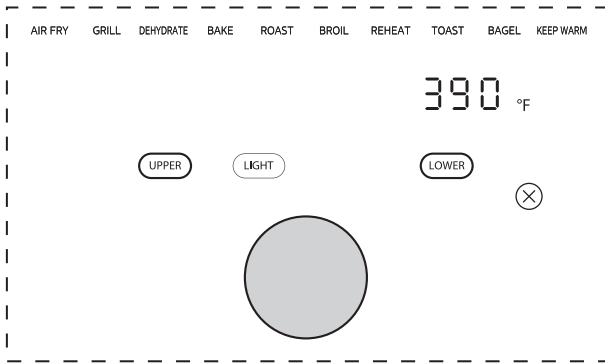 AIR FRY GRILL DEHYDRATE BAKE ROAST BROIL REHEAT TOAST BAGEL KEEP WARM
390 °F
UPPER LIGHT LOWER